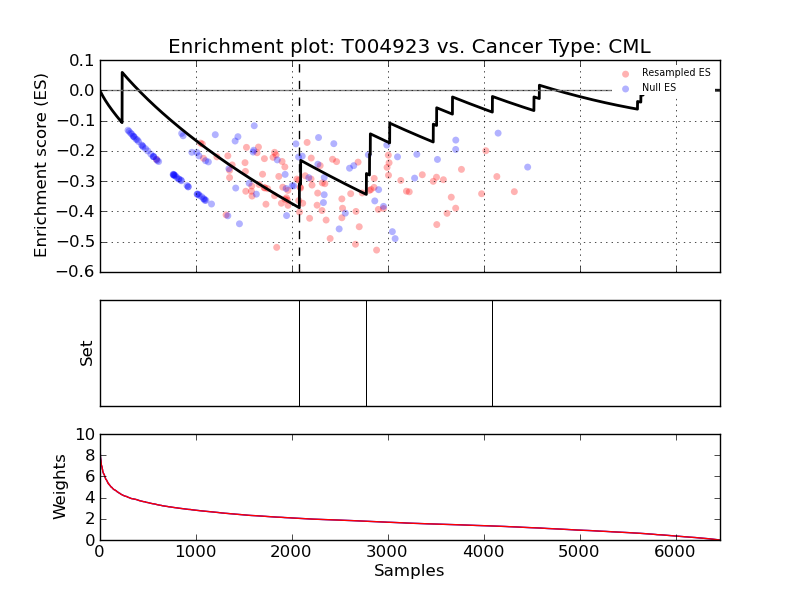 Enrichment plot: T004923 vs. Cancer Type: CML
Enrichment score (ES)
0.1
0.0
−0.1
−0.2
−0.3
−0.4
−0.5
−0.6
Resampled ES
Null ES
Set
Weights
10
8
6
4
2
0
0 1000 2000 3000 4000 5000 6000
Samples